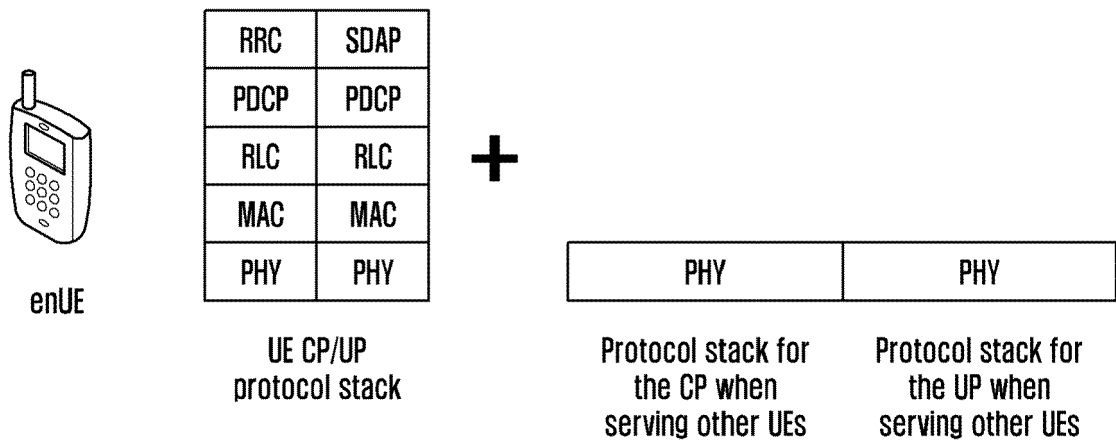 RRC SDAP
PDCP PDCP
RLC RLC
MAC MAC
PHY PHY
enUE
UE CP/UP
protocol stack
+
PHY PHY
Protocol stack for
the CP when
serving other UEs
Protocol stack for
the UP when
serving other UEs